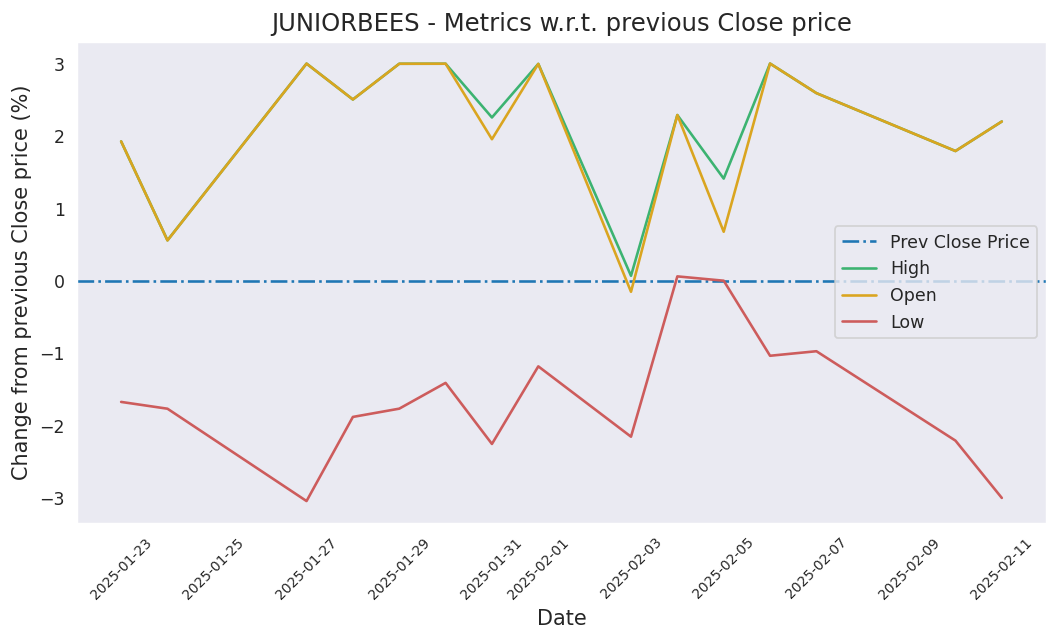 JUNIORBEES - Metrics w.r.t. previous Close price
Change from previous Close price (%)
3
2
1
0
−1
−2
−3
Prev Close Price
High
Open
Low
2025-01-23
2025-01-25
2025-01-27
2025-01-29
2025-01-31
2025-02-01
2025-02-03
2025-02-05
2025-02-07
2025-02-09
2025-02-11
Date